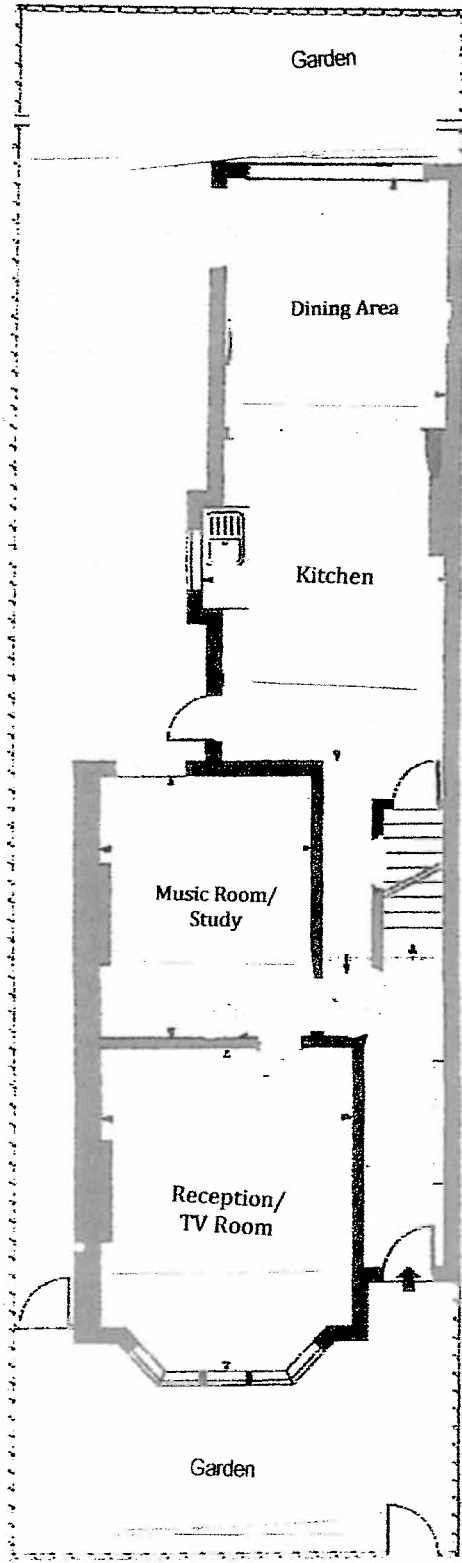 Garden
Dining Area
Kitchen
Music Room/
Study
Reception/
TV Room
Garden